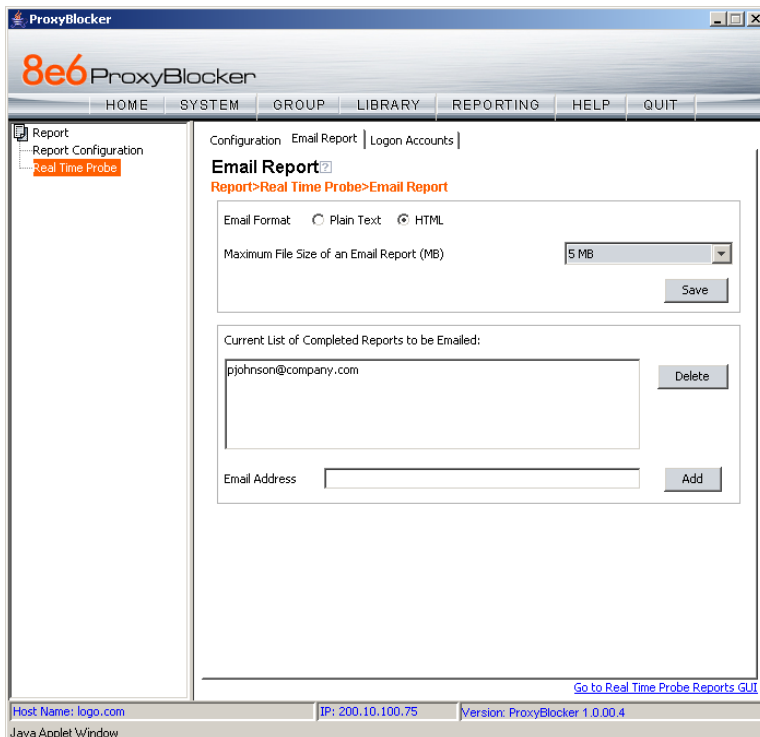 ProxyBlocker
8e6 ProxyBlocker
HOME SYSTEM GROUP LIBRARY REPORTING HELP QUIT
Report
Report Configuration
Real Time Probe
Configuration Email Report Logon Accounts
Email Report?
Report>Real Time Probe>Email Report
Email Format Plain Text HTML
Maximum File Size of an Email Report (MB) 5 MB
Save
Current List of Completed Reports to be Emailed:
pjohnson@company.com
Delete
Email Address Add
Go to Real Time Probe Reports GUI
Host Name: logo.com IP: 200.10.100.75 Version: ProxyBlocker 1.0.00.4
Java Applet Window